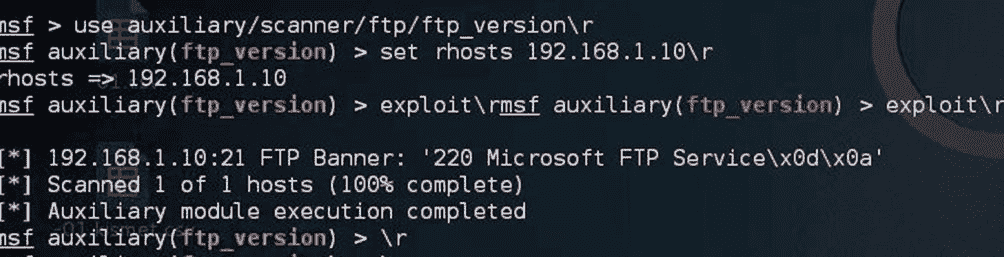 msf > use auxiliary/scanner/ftp/ftp_version\r
msf auxiliary(ftp_version) > set rhosts 192.168.1.10\r
rhosts => 192.168.1.10
msf auxiliary(ftp_version) > exploit\rmsf auxiliary(ftp_version) > exploit\r
[*] 192.168.1.10:21 FTP Banner: '220 Microsoft FTP Service\x0d\x0a'
[*] Scanned 1 of 1 hosts (100% complete)
[*] Auxiliary module execution completed
msf auxiliary(ftp_version) > \r